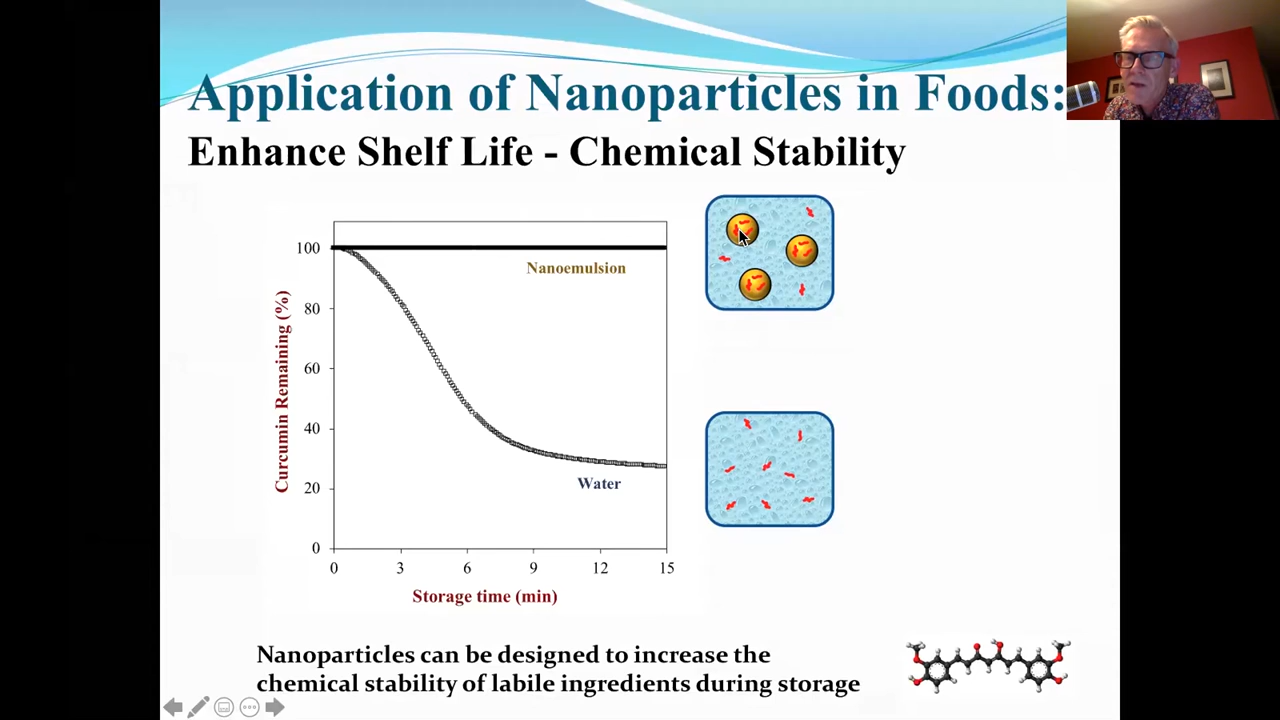 Application of Nanoparticles in Foods:
Enhance Shelf Life - Chemical Stability
100
80
60
40
20
0
Curcumin Remaining (%)
Nanoemulsion
Water
0 3 6 9 12 15
Storage time (min)
Nanoparticles can be designed to increase the
chemical stability of labile ingredients during storage